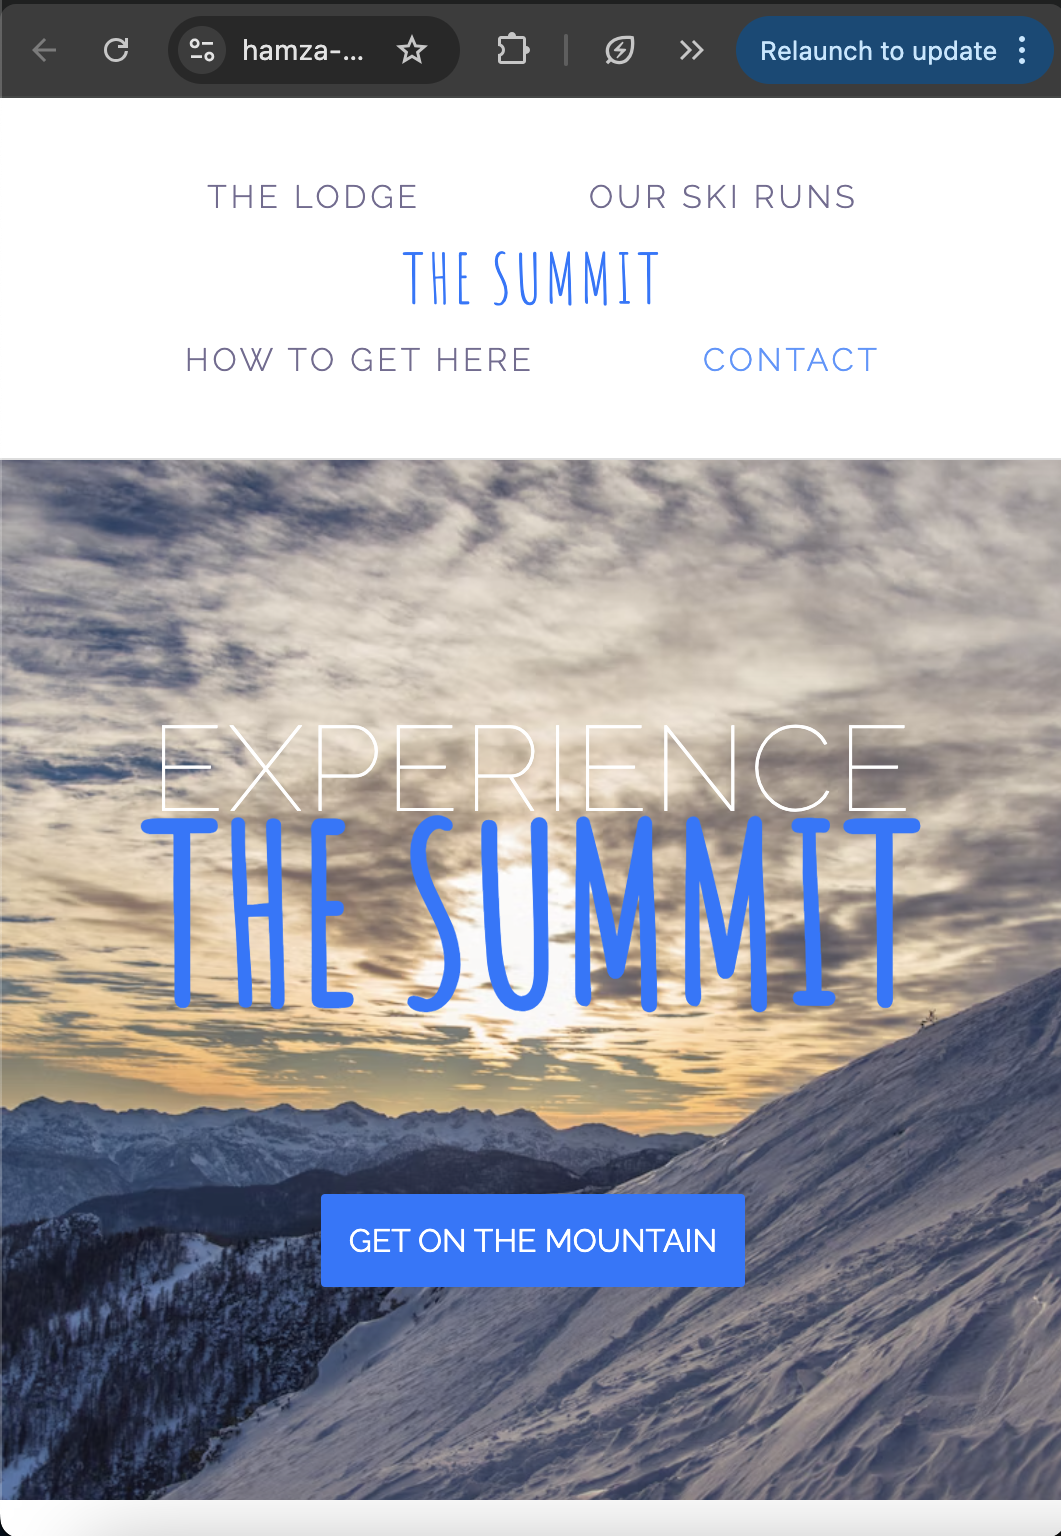 hamza-... Relaunch to update
THE LODGE OUR SKI RUNS
THE SUMMIT
HOW TO GET HERE CONTACT
EXPERIENCE
THE SUMMIT
GET ON THE MOUNTAIN